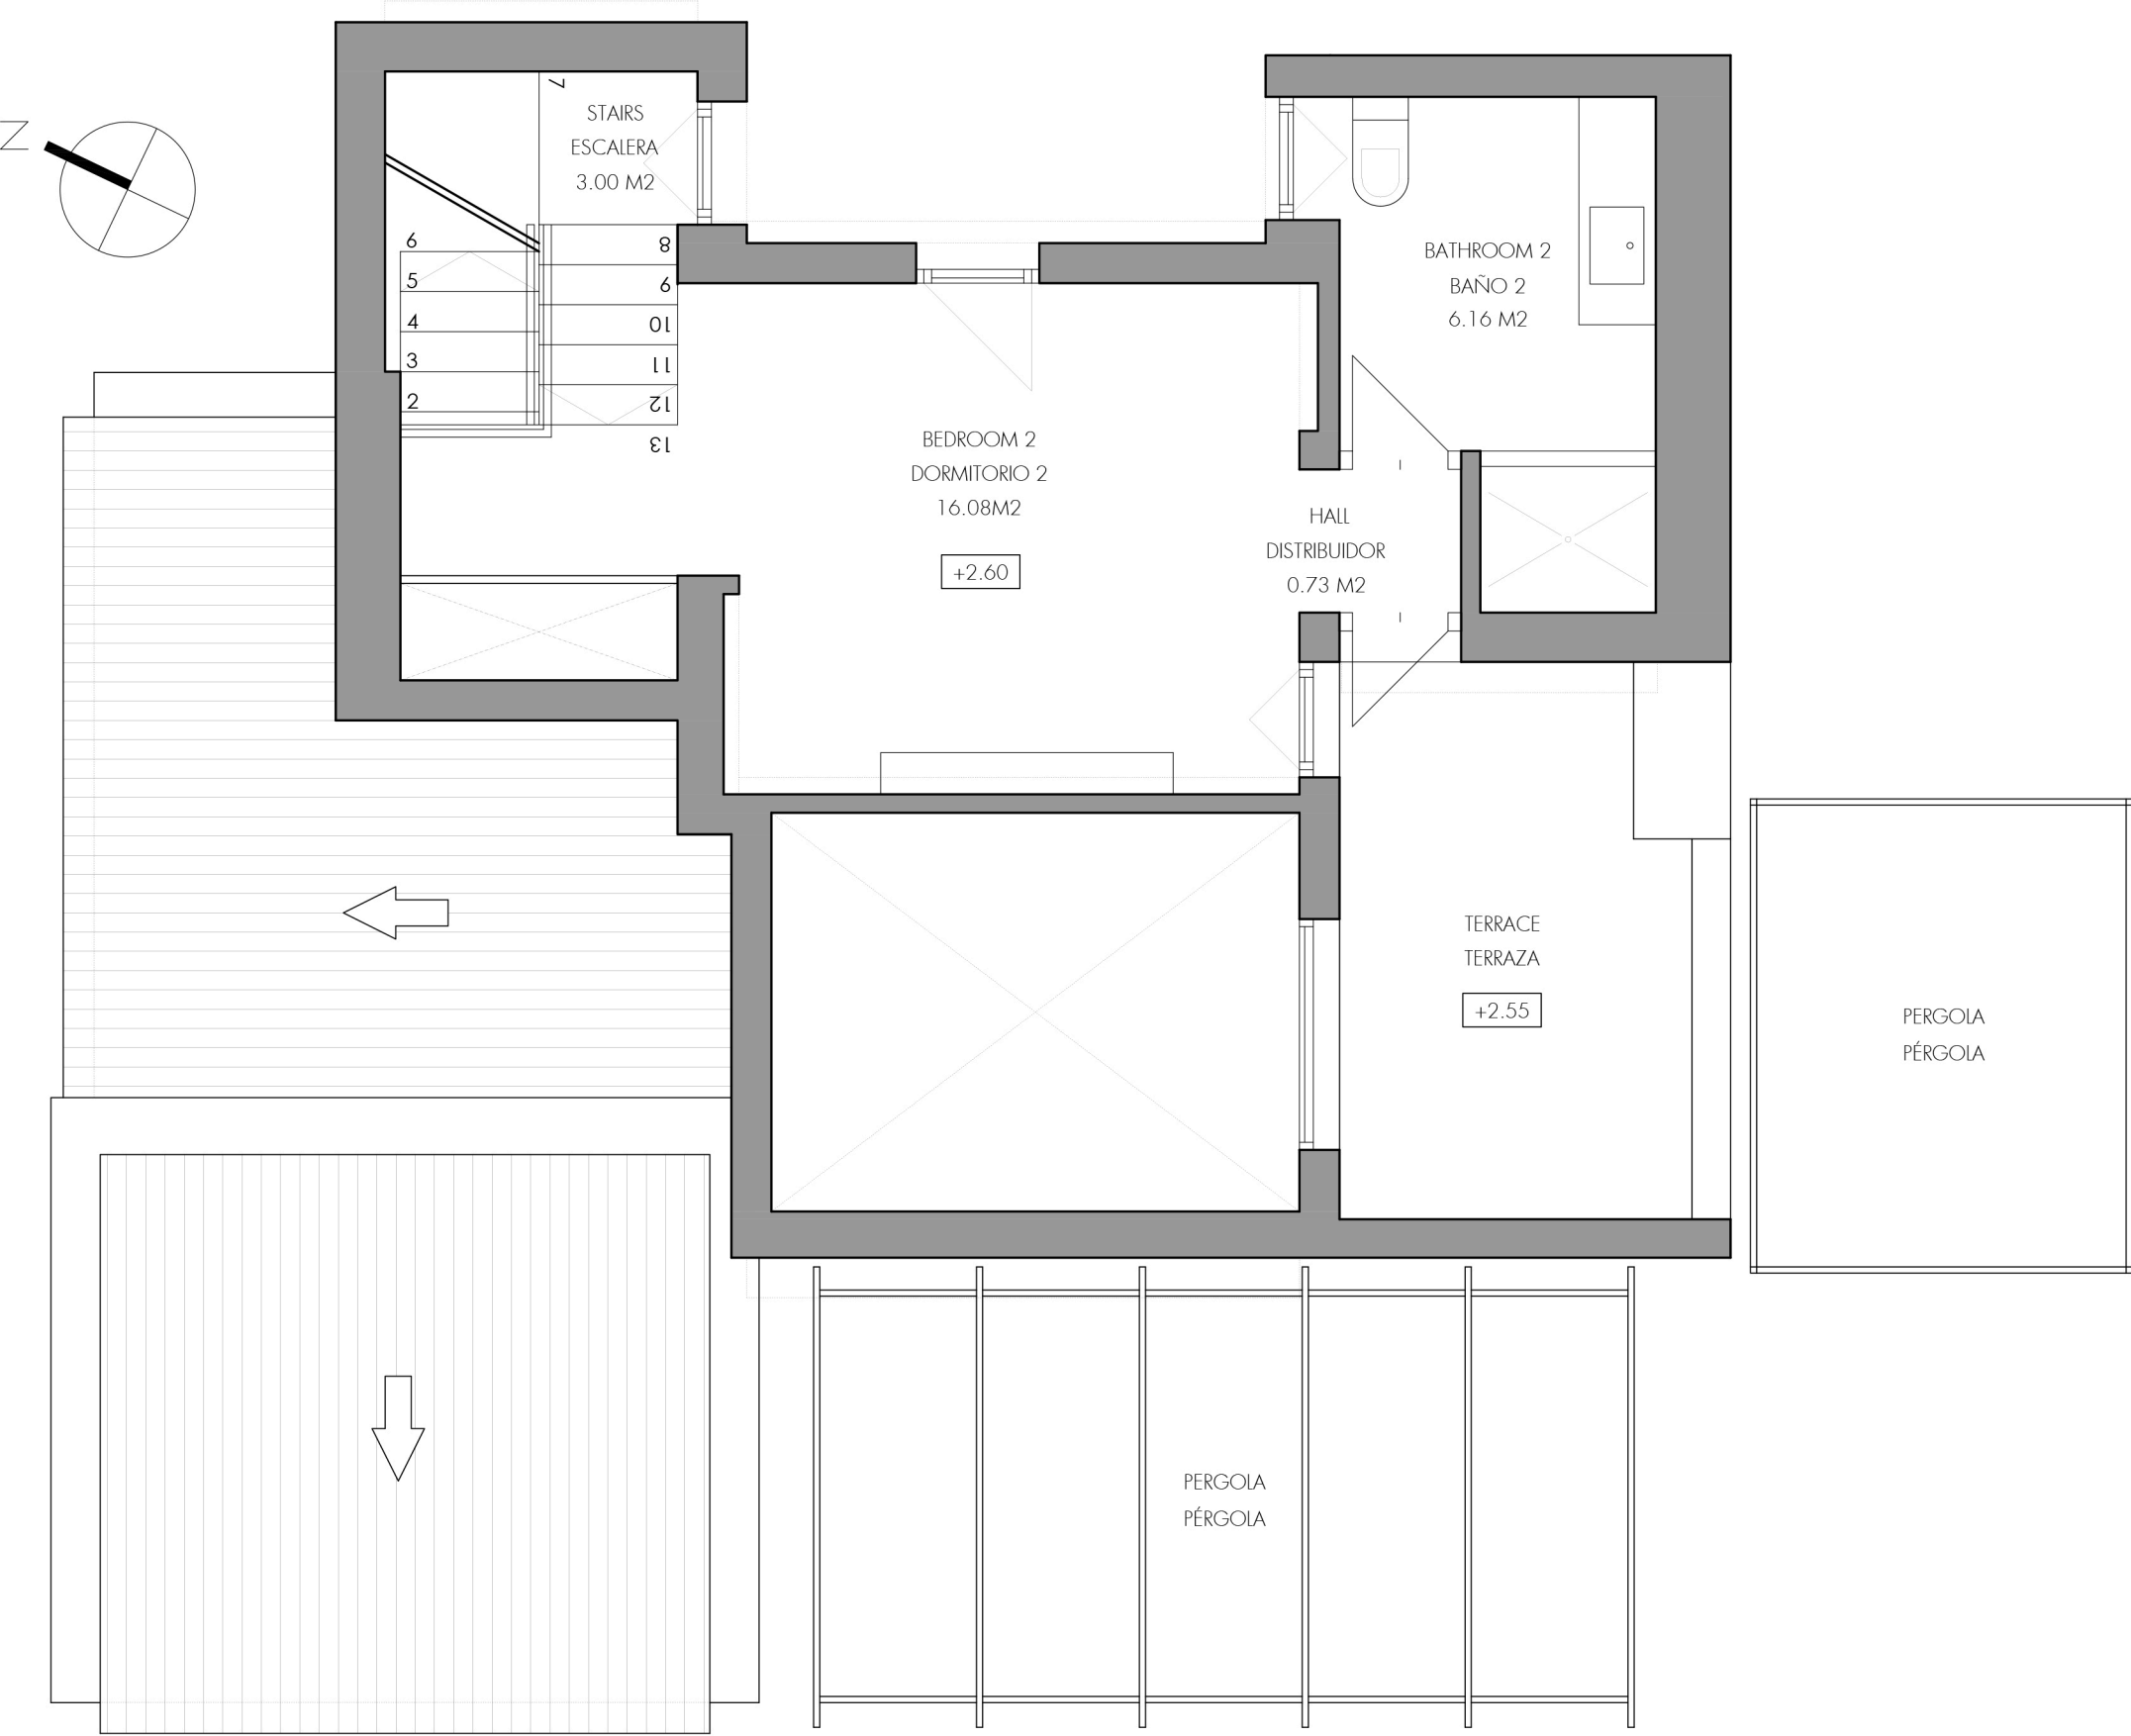 N
STAIRS
ESCALERA
3.00 M2
7
6
5
4
3
2
8
9
10
11
12
13
BATHROOM 2
BAÑO 2
6.16 M2
BEDROOM 2
DORMITORIO 2
16.08M2
+2.60
HALL
DISTRIBUIDOR
0.73 M2
TERRACE
TERRAZA
+2.55
PERGOLA
PÉRGOLA
PERGOLA
PÉRGOLA